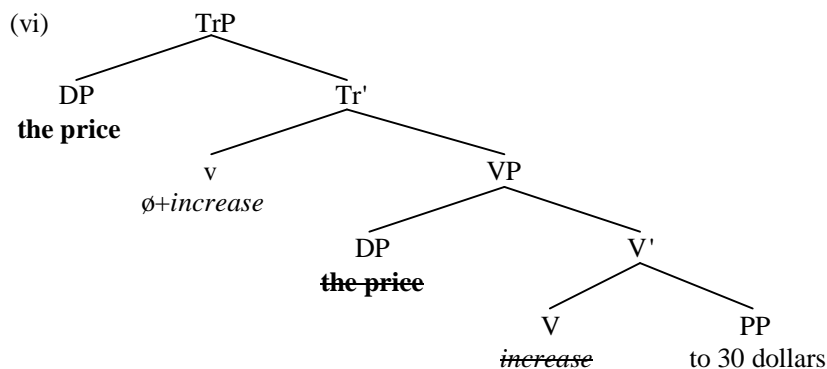 (vi) TrP
DP Tr'
the price
v VP
ø+increase
DP V'
the price
V PP
increase to 30 dollars